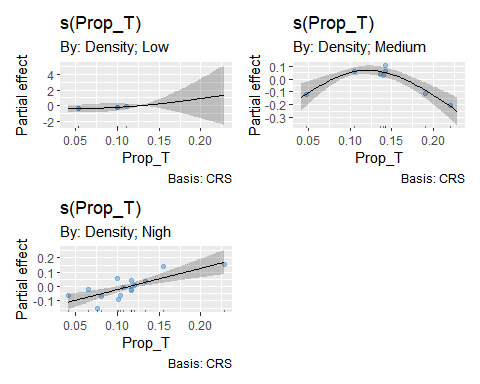 s(Prop_T)
By: Density; Low
Partial effect
4
2
0
-2
0.05 0.10 0.15 0.20
Prop_T
Basis: CRS
s(Prop_T)
By: Density; Medium
Partial effect
0.1
0.0
-0.1
-0.2
-0.3
0.05 0.10 0.15 0.20
Prop_T
Basis: CRS
s(Prop_T)
By: Density; Nigh
Partial effect
0.2
0.1
0.0
-0.1
0.05 0.10 0.15 0.20
Prop_T
Basis: CRS